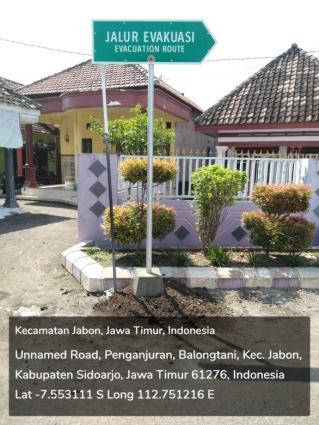 JALUR EVAKUASI
EVACUATION ROUTE
Kecamatan Jabon, Jawa Timur, Indonesia
Unnamed Road, Penganjuran, Balongtani, Kec. Jabon,
Kabupaten Sidoarjo, Jawa Timur 61276, Indonesia
Lat -7.553111 S Long 112.751216 E